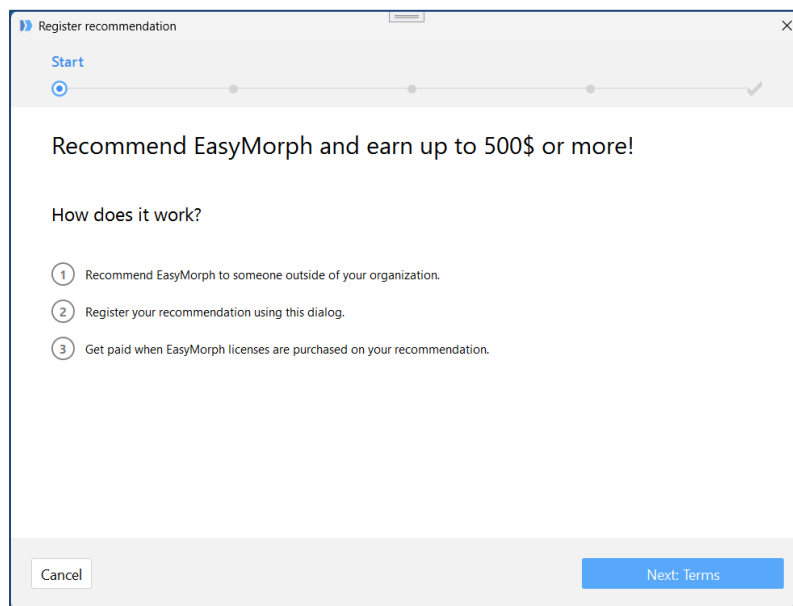 Register recommendation
Start
Recommend EasyMorph and earn up to 500$ or more!
How does it work?
1 Recommend EasyMorph to someone outside of your organization.
2 Register your recommendation using this dialog.
3 Get paid when EasyMorph licenses are purchased on your recommendation.
Cancel Next: Terms